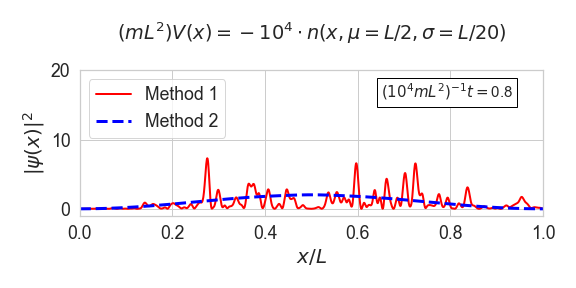 (mL²)V(x) = −10⁴ · n(x, μ = L/2, σ = L/20)
20
10
0
|ψ(x)|²
Method 1
Method 2
(10⁴mL²)⁻¹t = 0.8
0.0 0.2 0.4 0.6 0.8 1.0
x/L